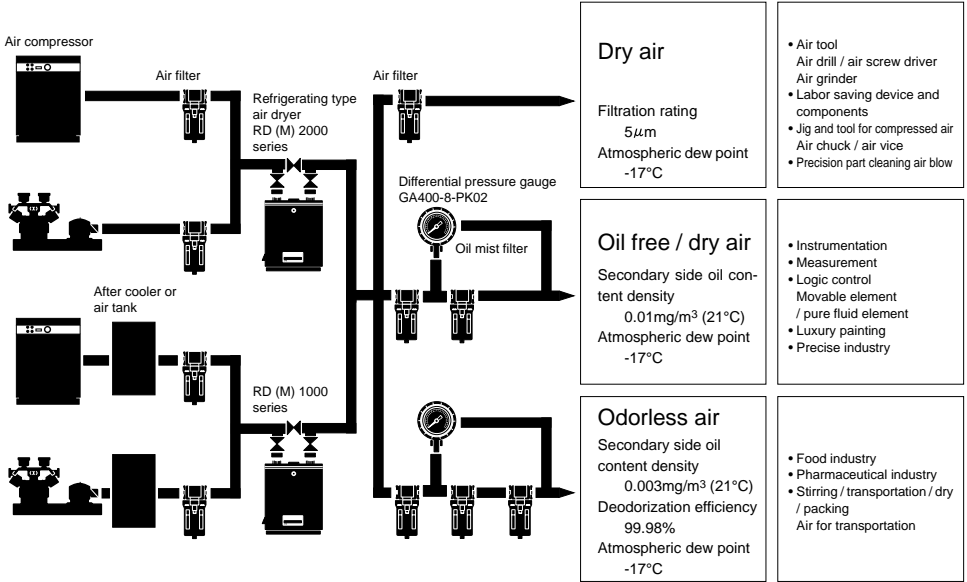 Air compressor
Air filter
Refrigerating type
air dryer
RD (M) 2000
series
After cooler or
air tank
RD (M) 1000
series
Air filter
Differential pressure gauge
GA400-8-PK02
Oil mist filter
Dry air
Filtration rating
5μm
Atmospheric dew point
-17°C
• Air tool
Air drill / air screw driver
Air grinder
• Labor saving device and
components
• Jig and tool for compressed air
Air chuck / air vice
• Precision part cleaning air blow
Oil free / dry air
Secondary side oil con-
tent density
0.01mg/m³ (21°C)
Atmospheric dew point
-17°C
• Instrumentation
• Measurement
• Logic control
Movable element
/ pure fluid element
• Luxury painting
• Precise industry
Odorless air
Secondary side oil
content density
0.003mg/m³ (21°C)
Deodorization efficiency
99.98%
Atmospheric dew point
-17°C
• Food industry
• Pharmaceutical industry
• Stirring / transportation / dry
/ packing
Air for transportation